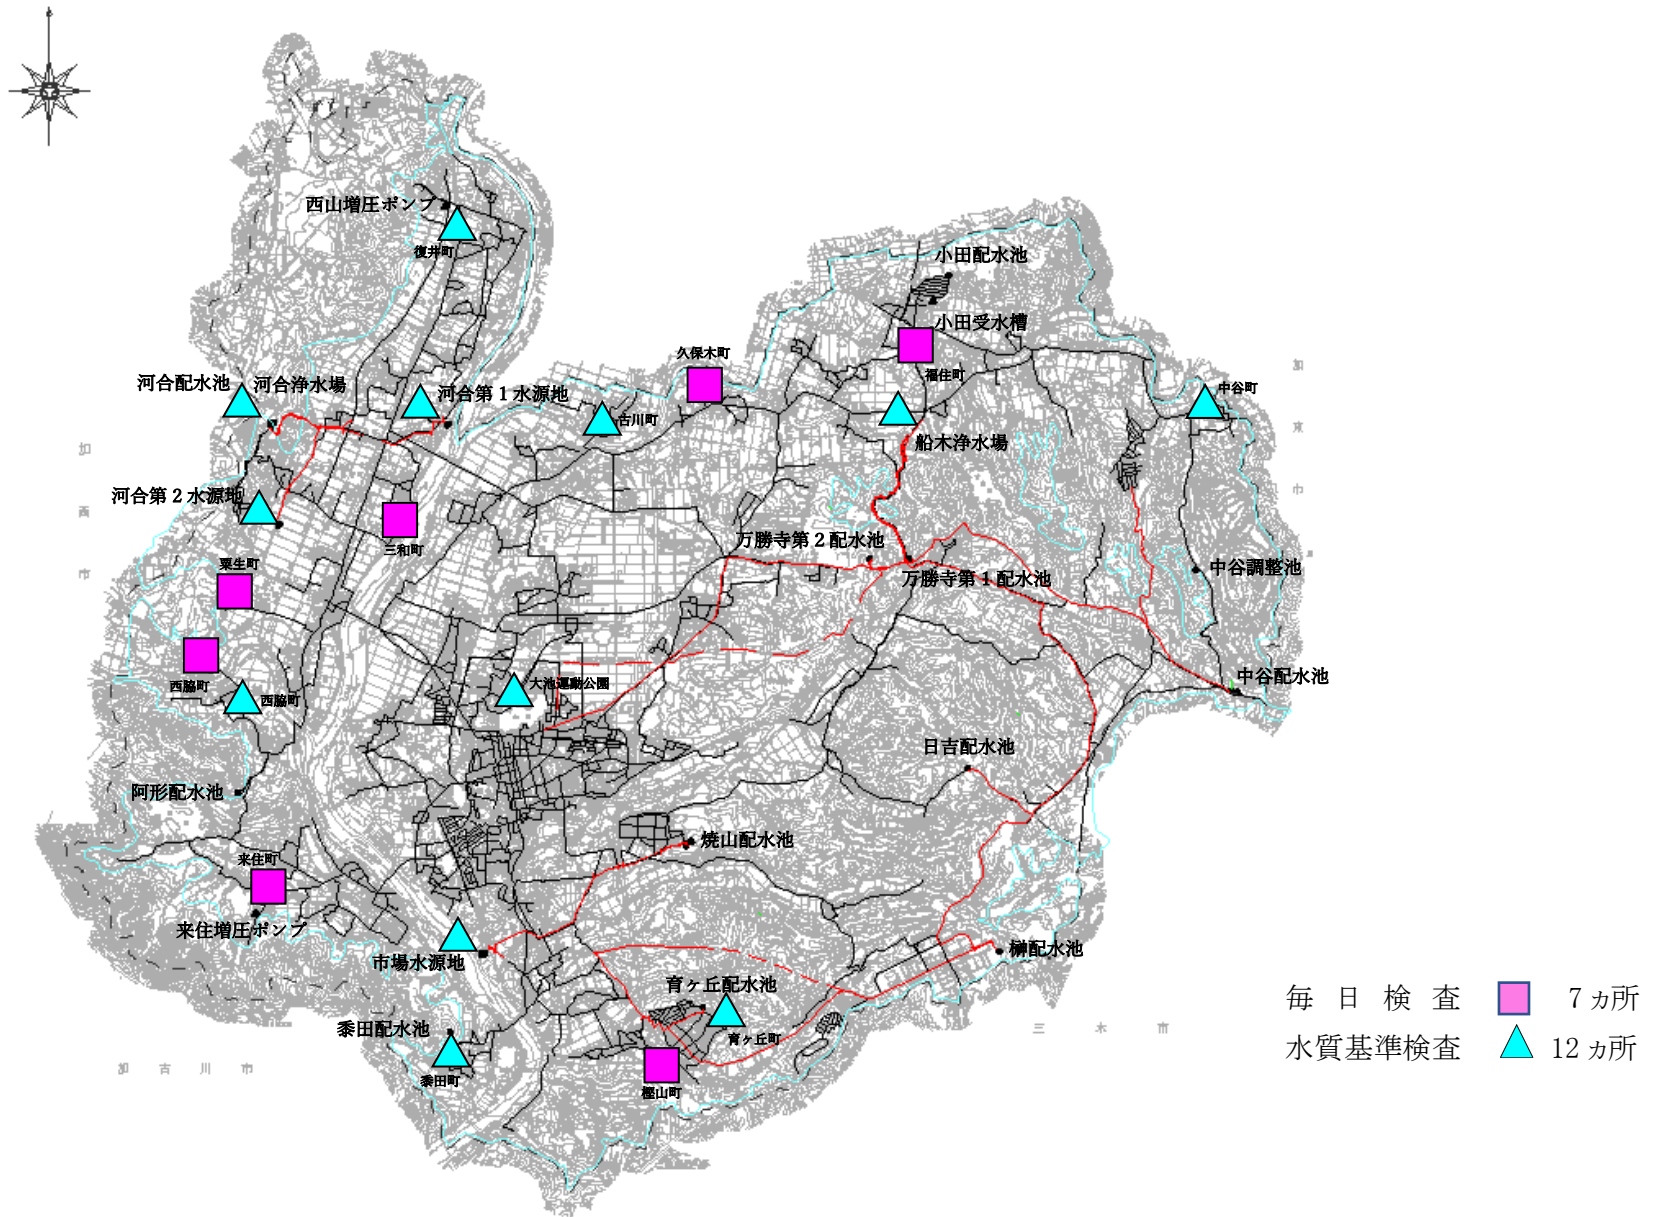 西山増圧ポンプ
復井町
小田配水池
小田受水槽
福住町
久保木町
河合配水池
河合浄水場
河合第1水源地
古川町
船木浄水場
中谷町
加東市
加西市
河合第2水源地
三和町
粟生町
万勝寺第2配水池
万勝寺第1配水池
中谷調整池
西脇町
西脇町
大池運動公園
中谷配水池
日吉配水池
阿形配水池
焼山配水池
来住町
来住増圧ポンプ
市場水源地
榊配水池
育ヶ丘配水池
育ヶ丘町
黍田配水池
黍田町
樫山町
三木市
加古川市
毎日検査 7ヵ所
水質基準検査 12ヵ所